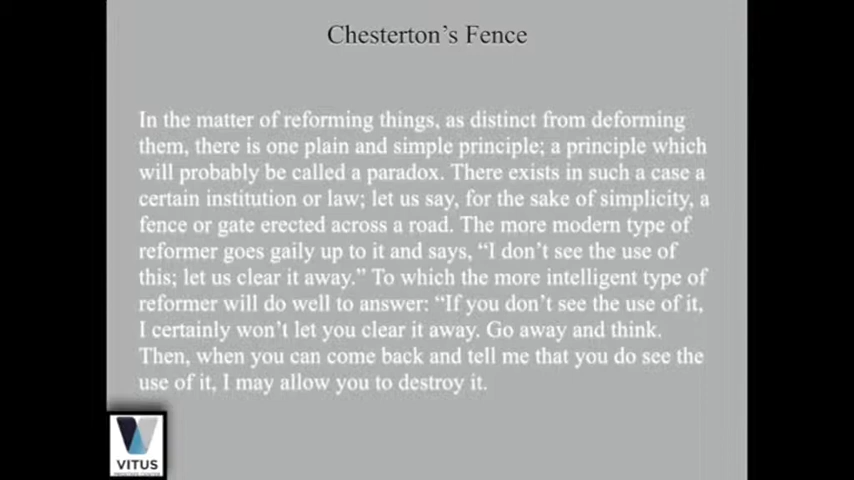 Chesterton's Fence
In the matter of reforming things, as distinct from deforming
them, there is one plain and simple principle; a principle which
will probably be called a paradox. There exists in such a case a
certain institution or law; let us say, for the sake of simplicity, a
fence or gate erected across a road. The more modern type of
reformer goes gaily up to it and says, “I don't see the use of
this; let us clear it away.” To which the more intelligent type of
reformer will do well to answer: “If you don't see the use of it,
I certainly won't let you clear it away. Go away and think.
Then, when you can come back and tell me that you do see the
use of it, I may allow you to destroy it.
VITUS